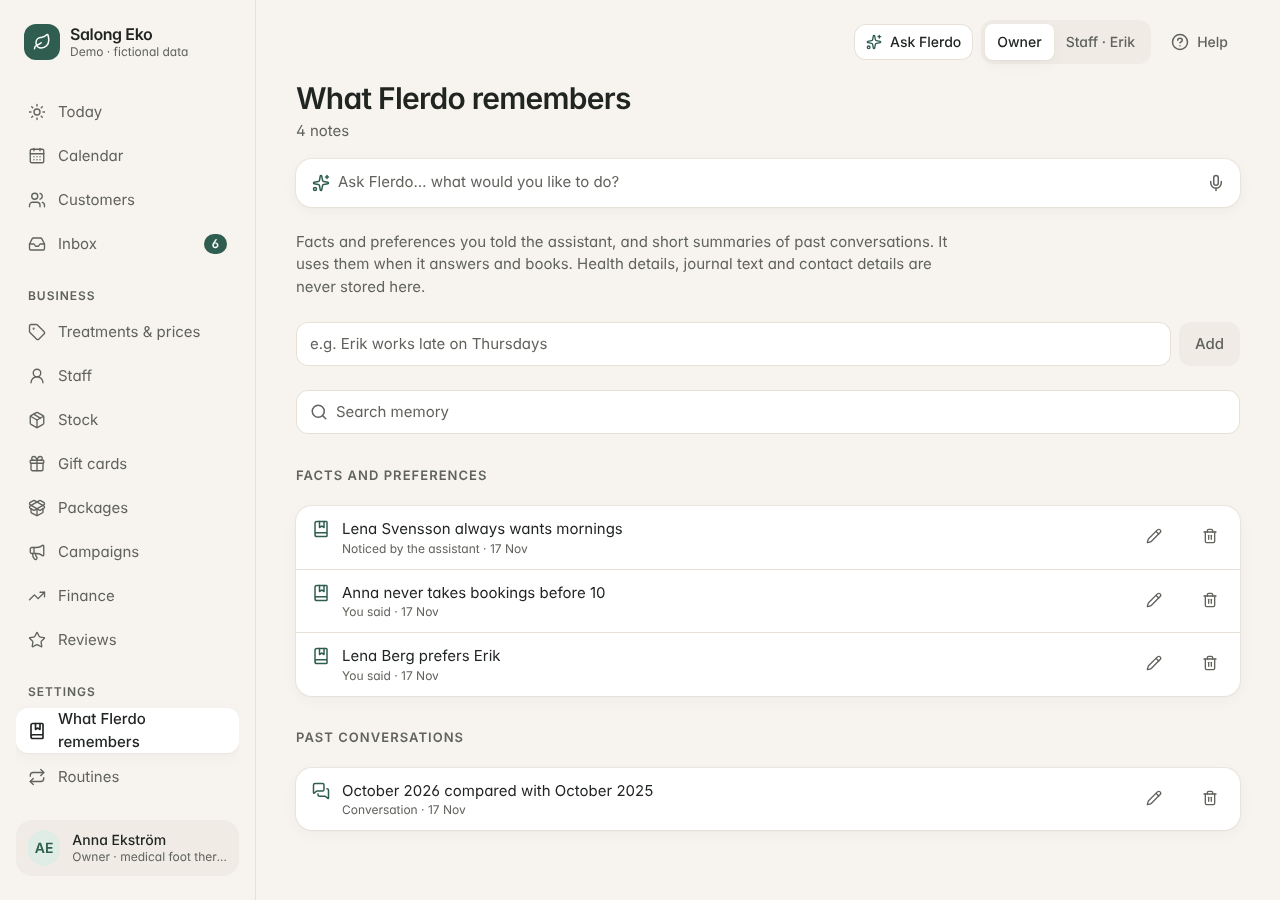 Salong Eko
Demo · fictional data
Today
Calendar
Customers
Inbox
6
BUSINESS
Treatments & prices
Staff
Stock
Gift cards
Packages
Campaigns
Finance
Reviews
SETTINGS
What Flerdo
remembers
Routines
AE
Anna Ekström
Owner · medical foot ther...
Ask Flerdo
Owner
Staff · Erik
Help
What Flerdo remembers
4 notes
Ask Flerdo... what would you like to do?
Facts and preferences you told the assistant, and short summaries of past conversations. It
uses them when it answers and books. Health details, journal text and contact details are
never stored here.
e.g. Erik works late on Thursdays
Add
Search memory
FACTS AND PREFERENCES
Lena Svensson always wants mornings
Noticed by the assistant · 17 Nov
Anna never takes bookings before 10
You said · 17 Nov
Lena Berg prefers Erik
You said · 17 Nov
PAST CONVERSATIONS
October 2026 compared with October 2025
Conversation · 17 Nov